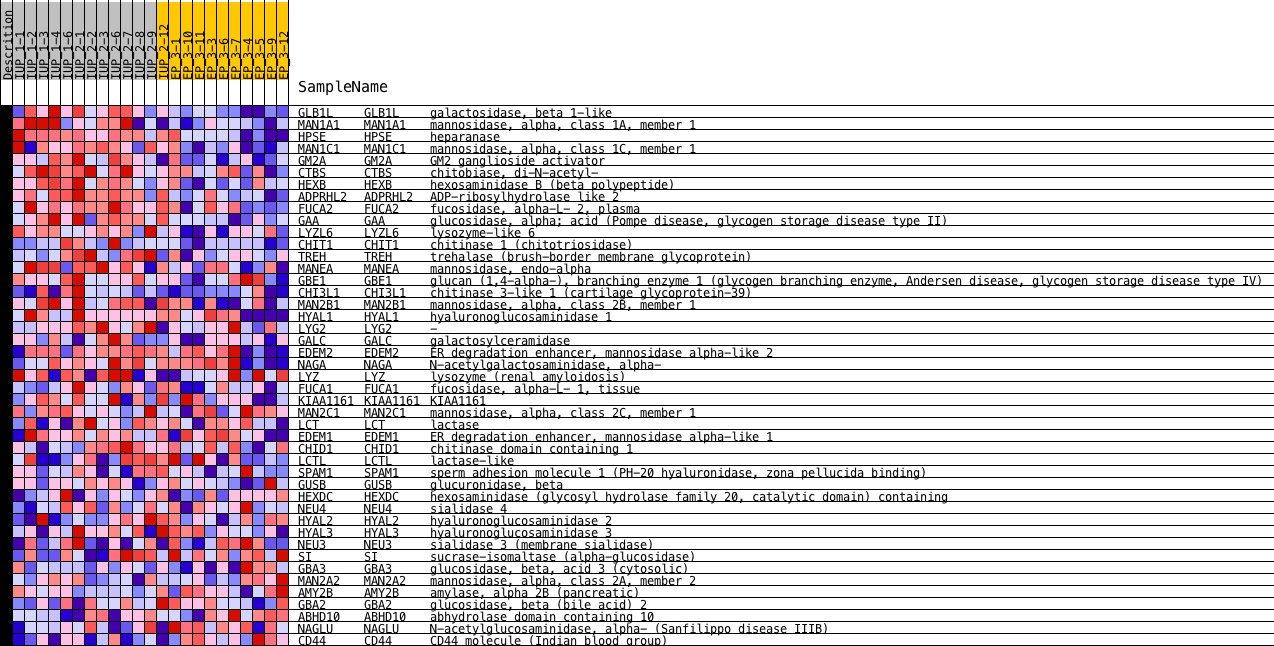 Descrition
IUP_1-1
IUP_1-2
IUP_1-3
IUP_1-4
IUP_1-6
IUP_2-1
IUP_2-2
IUP_2-3
IUP_2-7
IUP_2-8
IUP_2-9
IUP_2-12
EP_3-1
EP_3-10
EP_3-11
EP_3-3
EP_3-6
EP_3-7
EP_3-4
EP_3-5
EP_3-9
EP_3-12
SampleName
GLB1L GLB1L galactosidase, beta 1-like
MAN1A1 MAN1A1 mannosidase, alpha, class 1A, member 1
HPSE HPSE heparanase
MAN1C1 MAN1C1 mannosidase, alpha, class 1C, member 1
GM2A GM2A GM2 ganglioside activator
CTBS CTBS chitobiase, di-N-acetyl-
HEXB HEXB hexosaminidase B (beta polypeptide)
ADPRHL2 ADPRHL2 ADP-ribosylhydrolase like 2
FUCA2 FUCA2 fucosidase, alpha-L- 2, plasma
GAA GAA glucosidase, alpha; acid (Pompe disease, glycogen storage disease type II)
LYZL6 LYZL6 lysozyme-like 6
CHIT1 CHIT1 chitinase 1 (chitotriosidase)
TREH TREH trehalase (brush-border membrane glycoprotein)
MANEA MANEA mannosidase, endo-alpha
GBE1 GBE1 glucan (1,4-alpha-), branching enzyme 1 (glycogen branching enzyme, Andersen disease, glycogen storage disease type IV)
CHI3L1 CHI3L1 chitinase 3-like 1 (cartilage glycoprotein-39)
MAN2B1 MAN2B1 mannosidase, alpha, class 2B, member 1
HYAL1 HYAL1 hyaluronoglucosaminidase 1
LYG2 LYG2 -
GALC GALC galactosylceramidase
EDEM2 EDEM2 ER degradation enhancer, mannosidase alpha-like 2
NAGA NAGA N-acetylgalactosaminidase, alpha-
LYZ LYZ lysozyme (renal amyloidosis)
FUCA1 FUCA1 fucosidase, alpha-L- 1, tissue
KIAA1161 KIAA1161 KIAA1161
MAN2C1 MAN2C1 mannosidase, alpha, class 2C, member 1
LCT LCT lactase
EDEM1 EDEM1 ER degradation enhancer, mannosidase alpha-like 1
CHID1 CHID1 chitinase domain containing 1
LCTL LCTL lactase-like
SPAM1 SPAM1 sperm adhesion molecule 1 (PH-20 hyaluronidase, zona pellucida binding)
GUSB GUSB glucuronidase, beta
HEXDC HEXDC hexosaminidase (glycosyl hydrolase family 20, catalytic domain) containing
NEU4 NEU4 sialidase 4
HYAL2 HYAL2 hyaluronoglucosaminidase 2
HYAL3 HYAL3 hyaluronoglucosaminidase 3
NEU3 NEU3 sialidase 3 (membrane sialidase)
SI SI sucrase-isomaltase (alpha-glucosidase)
GBA3 GBA3 glucosidase, beta, acid 3 (cytosolic)
MAN2A2 MAN2A2 mannosidase, alpha, class 2A, member 2
AMY2B AMY2B amylase, alpha 2B (pancreatic)
GBA2 GBA2 glucosidase, beta (bile acid) 2
ABHD10 ABHD10 abhydrolase domain containing 10
NAGLU NAGLU N-acetylglucosaminidase, alpha- (Sanfilippo disease IIIB)
CD44 CD44 CD44 molecule (Indian blood group)